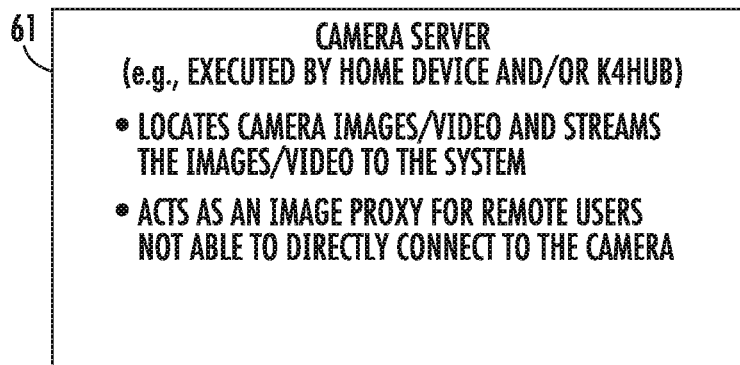 61
CAMERA SERVER
(e.g., EXECUTED BY HOME DEVICE AND/OR K4HUB)
• LOCATES CAMERA IMAGES/VIDEO AND STREAMS
THE IMAGES/VIDEO TO THE SYSTEM
• ACTS AS AN IMAGE PROXY FOR REMOTE USERS
NOT ABLE TO DIRECTLY CONNECT TO THE CAMERA